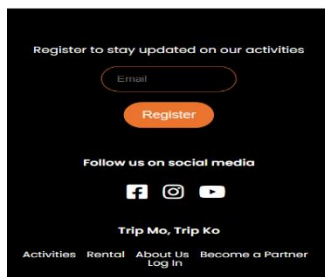 Register to stay updated on our activities
Email
Register
Follow us on social media
Trip Mo, Trip Ko
Activities Rental About Us Become a Partner
Log In